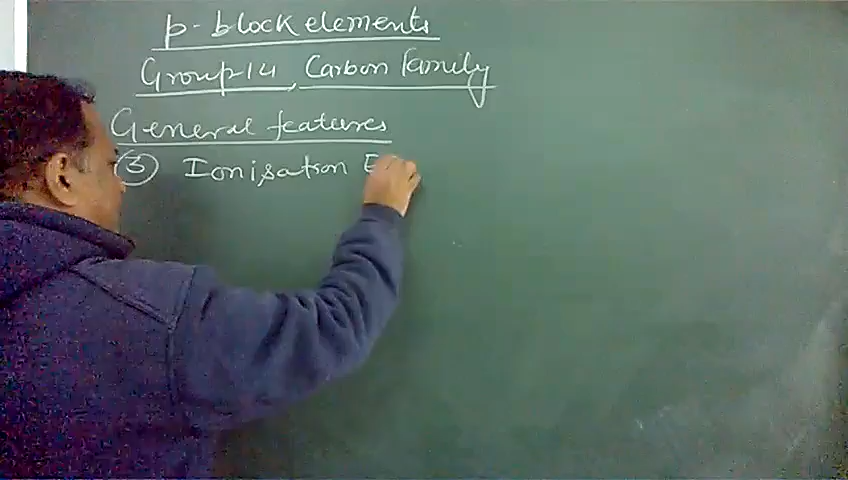 p-block elements
Group-14, Carbon Family
General features
③ Ionisation E